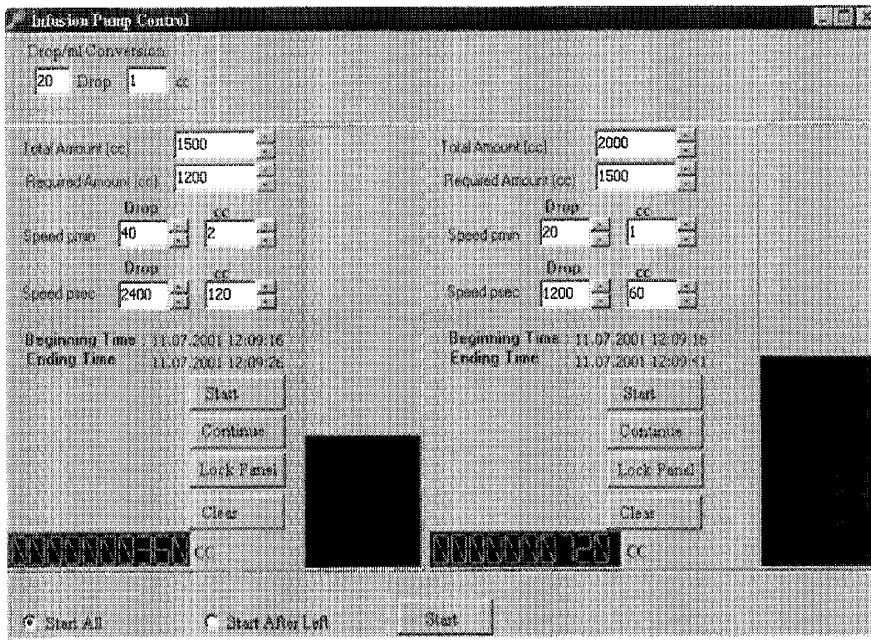 Infusion Pump Control
Drop/ml Conversion
20 Drop 1 cc
Total Amount (cc) 1500
Required Amount (cc) 1200
Drop cc
Speed pmin 40 2
Drop cc
Speed psec 2400 120
Beginning Time : 11.07.2001 12:09:16
Ending Time 11.07.2001 12:09:26
Start
Continue
Lock Panel
Clear
CC
Total Amount (cc) 2000
Required Amount (cc) 1500
Drop cc
Speed pmin 20 1
Drop cc
Speed psec 1200 60
Beginning Time : 11.07.2001 12:09:16
Ending Time 11.07.2001 12:09:41
Start
Continue
Lock Panel
Clear
CC
Start All Start After Left Start